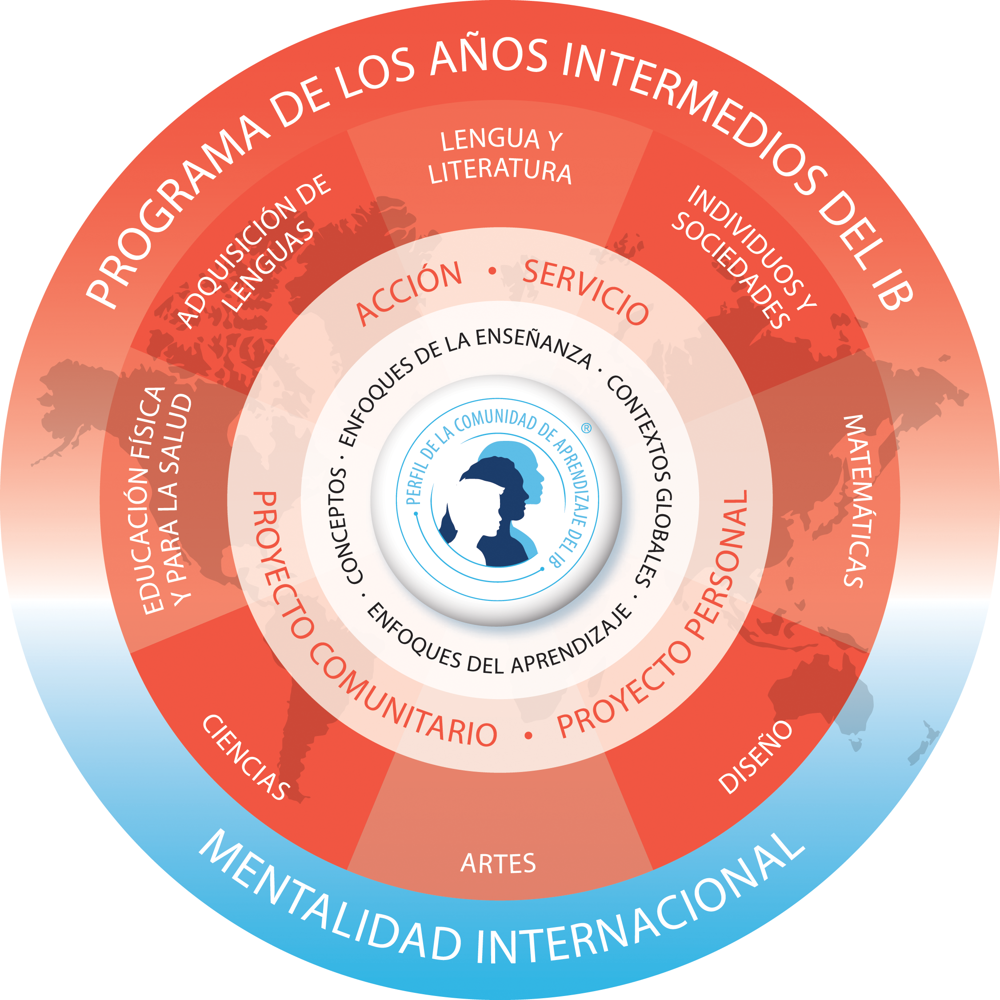 PROGRAMA DE LOS AÑOS INTERMEDIOS DEL IB
LENGUA Y
LITERATURA
INDIVIDUOS Y
SOCIEDADES
MATEMÁTICAS
DISEÑO
ARTES
CIENCIAS
EDUCACIÓN FÍSICA
Y PARA LA SALUD
ADQUISICIÓN DE
LENGUAS
ACCIÓN • SERVICIO
PROYECTO COMUNITARIO • PROYECTO PERSONAL
ENFOQUES DE LA ENSEÑANZA · CONTEXTOS GLOBALES ·
ENFOQUES DEL APRENDIZAJE · CONCEPTOS ·
PERFIL DE LA COMUNIDAD DE APRENDIZAJE DEL IB
®
MENTALIDAD INTERNACIONAL